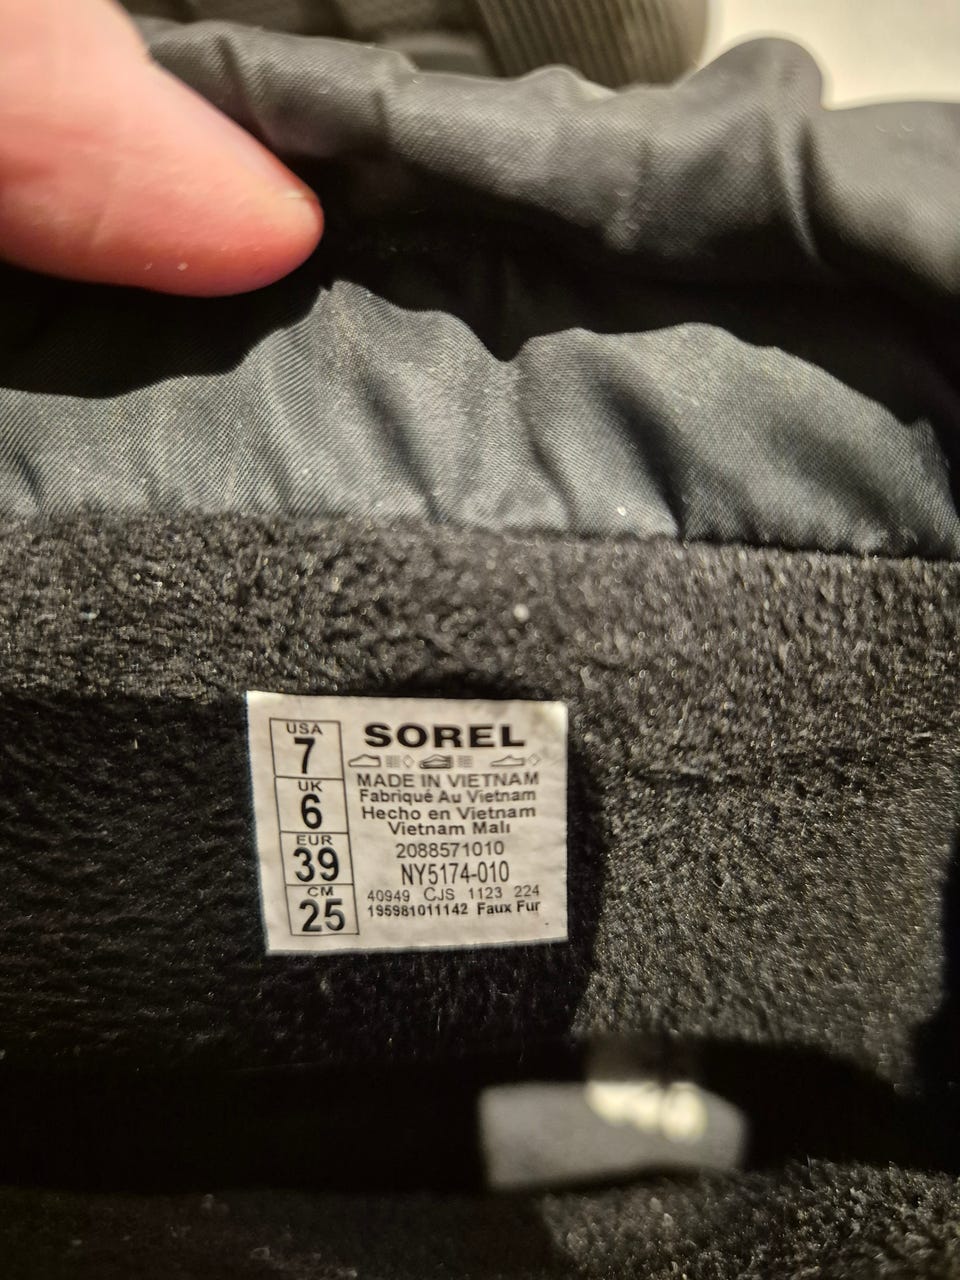 USA
7
UK
6
EUR
39
CM
25
SOREL
MADE IN VIETNAM
Fabriqué Au Vietnam
Hecho en Vietnam
Vietnam Malı
2088571010
NY5174-010
40949 CJS 1123 224
195981011142 Faux Fur